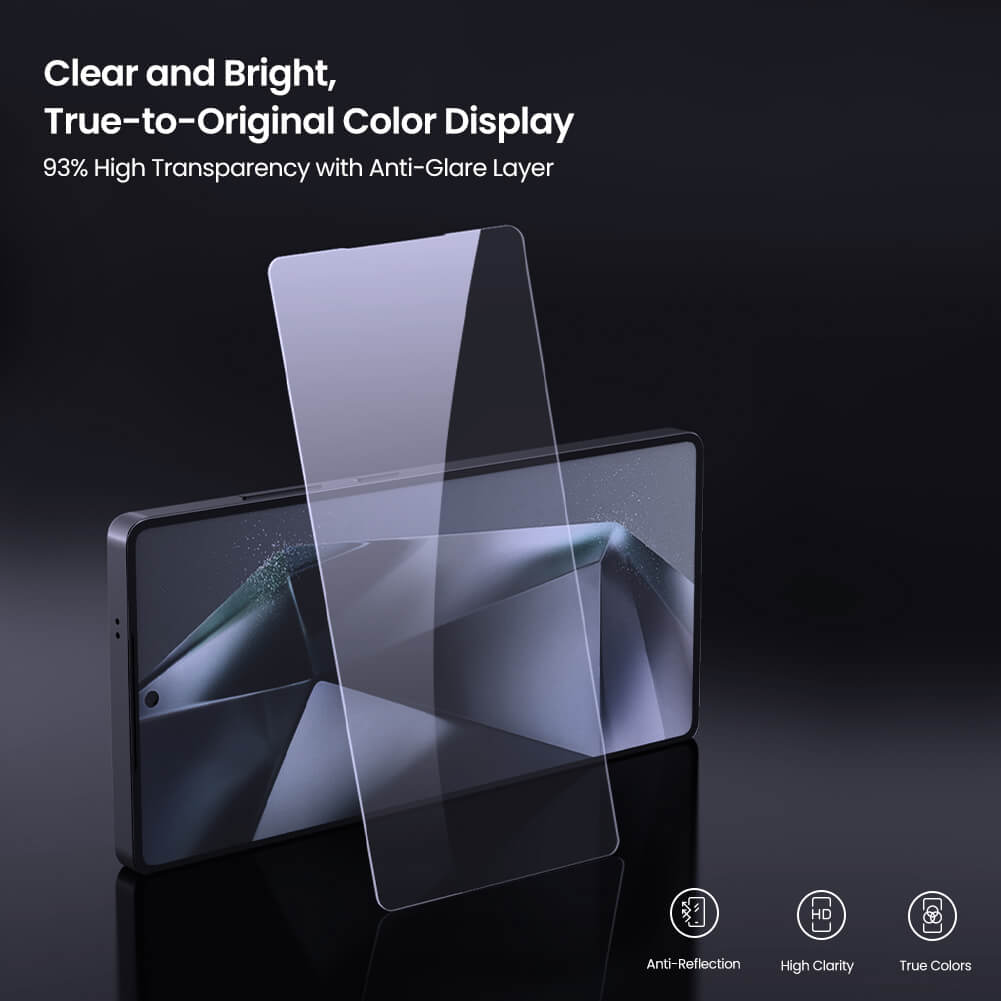 Clear and Bright,
True-to-Original Color Display
93% High Transparency with Anti-Glare Layer
HD
Anti-Reflection
High Clarity
True Colors